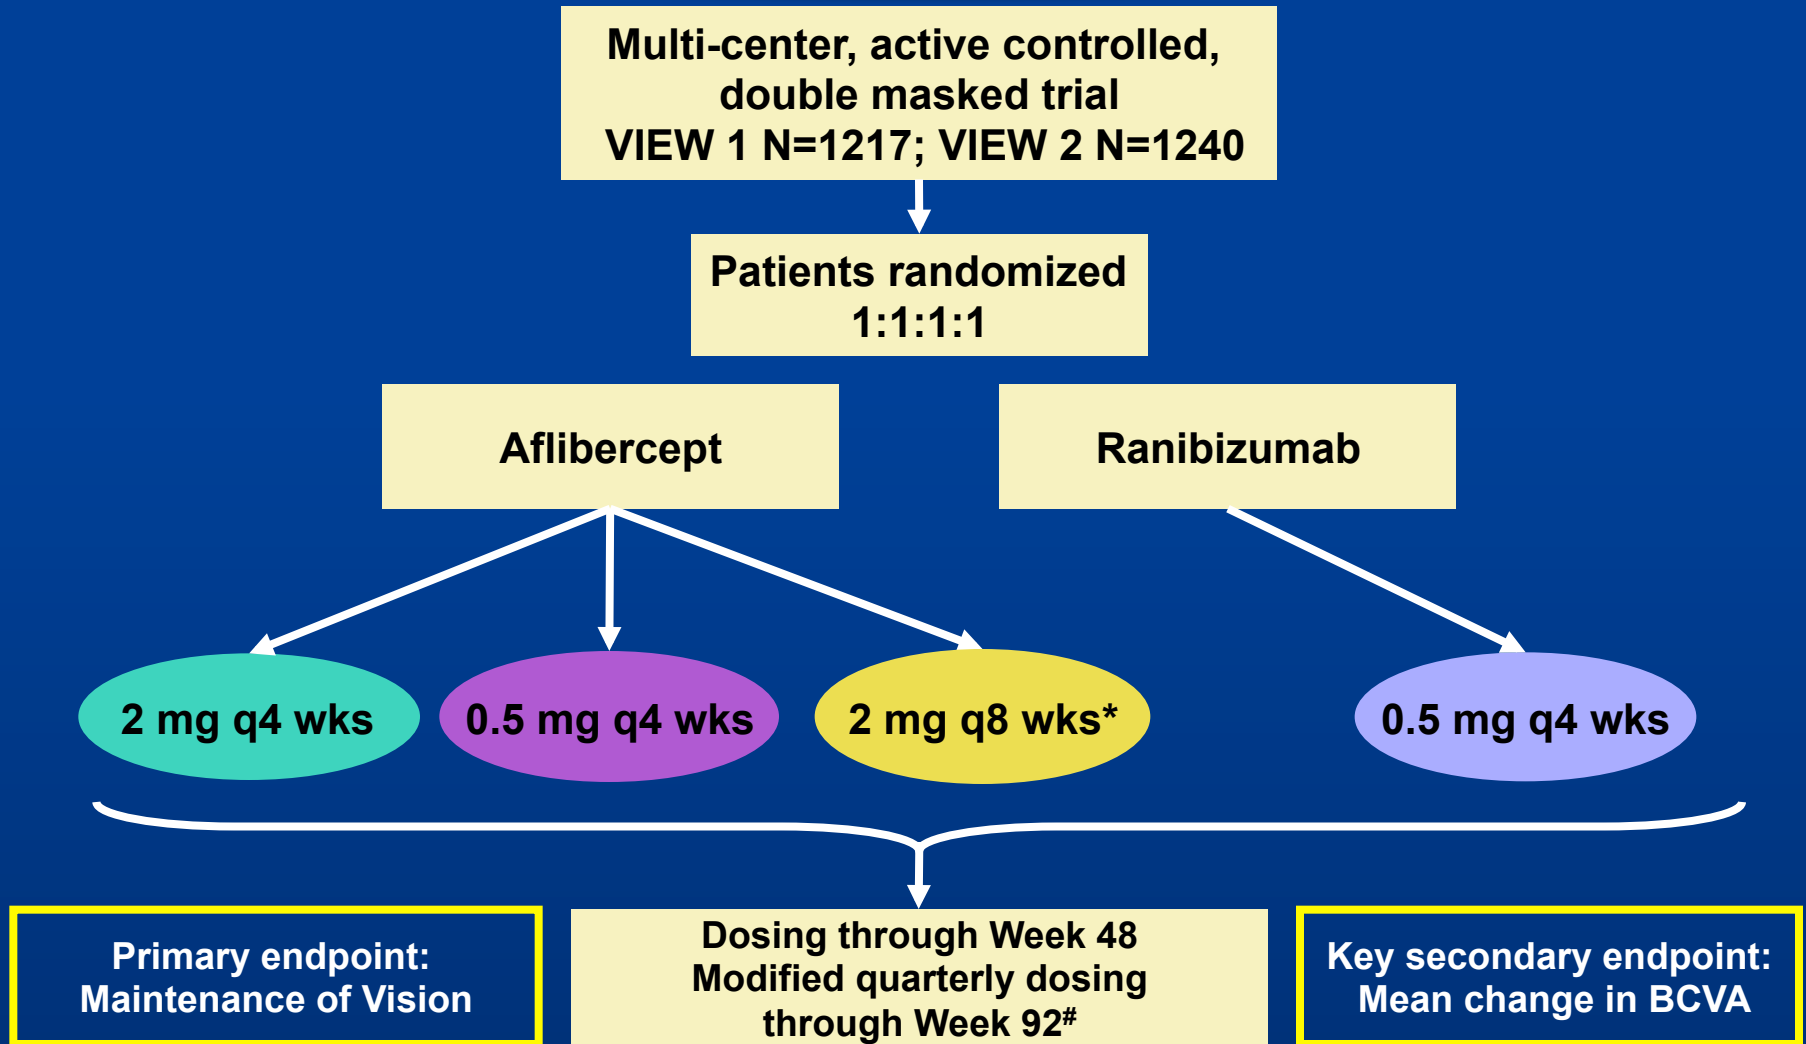 Multi-center, active controlled,
double masked trial
VIEW 1 N=1217; VIEW 2 N=1240
Patients randomized
1:1:1:1
Aflibercept
Ranibizumab
2 mg q4 wks
0.5 mg q4 wks
2 mg q8 wks*
0.5 mg q4 wks
Primary endpoint:
Maintenance of Vision
Dosing through Week 48
Modified quarterly dosing
through Week 92#
Key secondary endpoint:
Mean change in BCVA